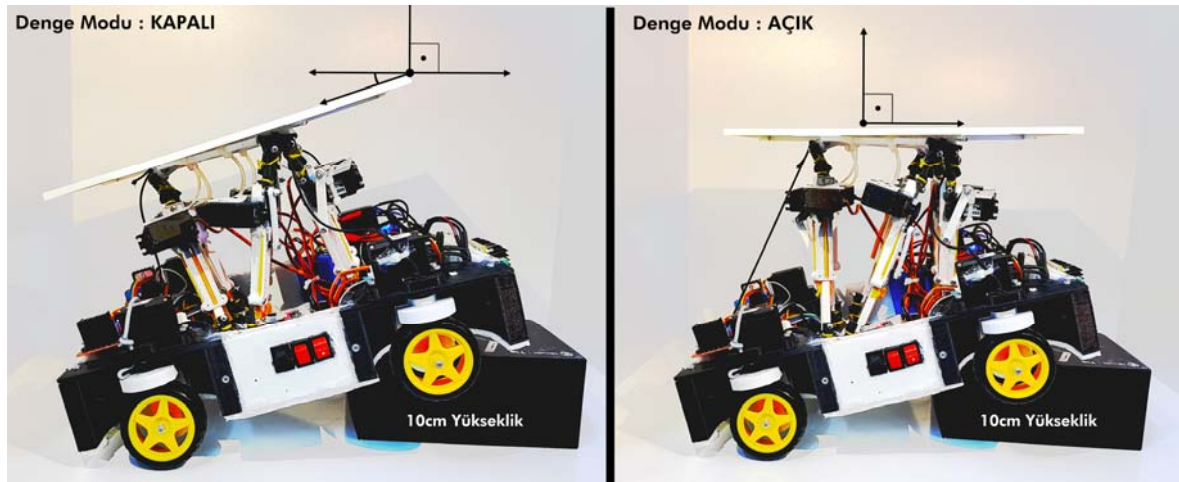 Denge Modu : KAPALI
Denge Modu : AÇIK
10cm Yükseklik
10cm Yükseklik